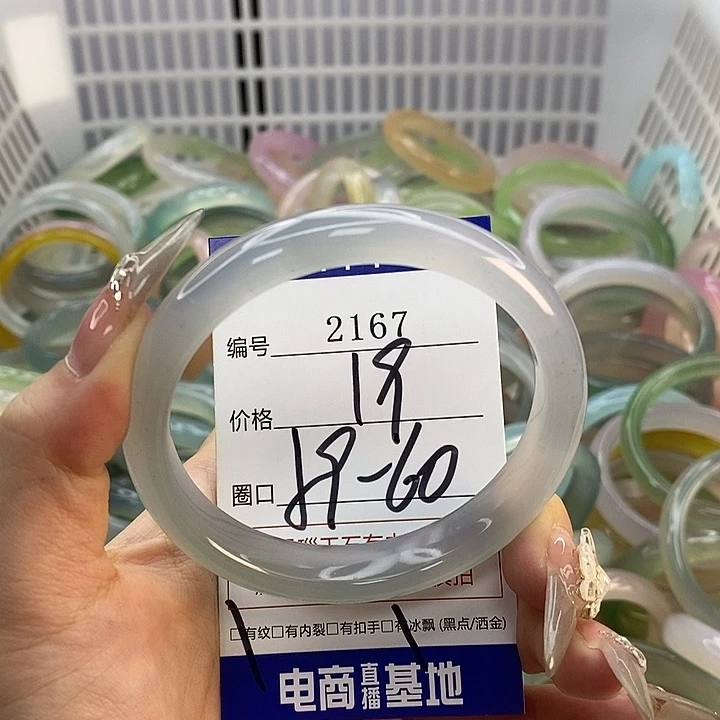 编号 2167
价格 19
圈口 59-60
□有纹□有内裂□有扣手□有冰飘 (黑点/洒金)
电商直播基地